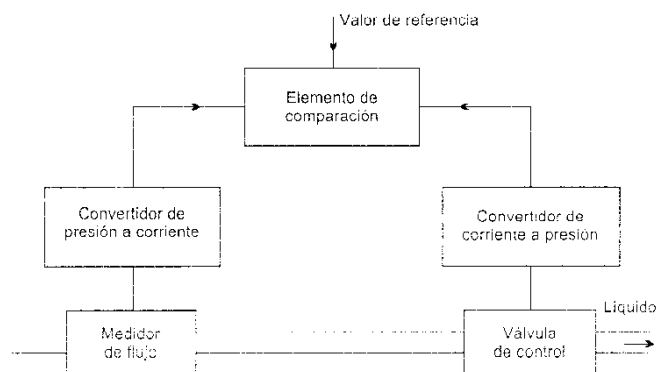 Valor de referencia
Elemento de
comparación
Convertidor de
presión a corriente
Convertidor de
corriente a presión
Líquido
Medidor
de flujo
Válvula
de control